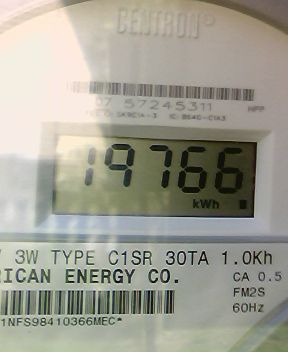 CENTRON®
07 57245311
19766
kWh
3W TYPE C1SR 30TA 1.0Kh
RICAN ENERGY CO.
CA 0.5
FM2S
60Hz
1NFS98410366MEC*